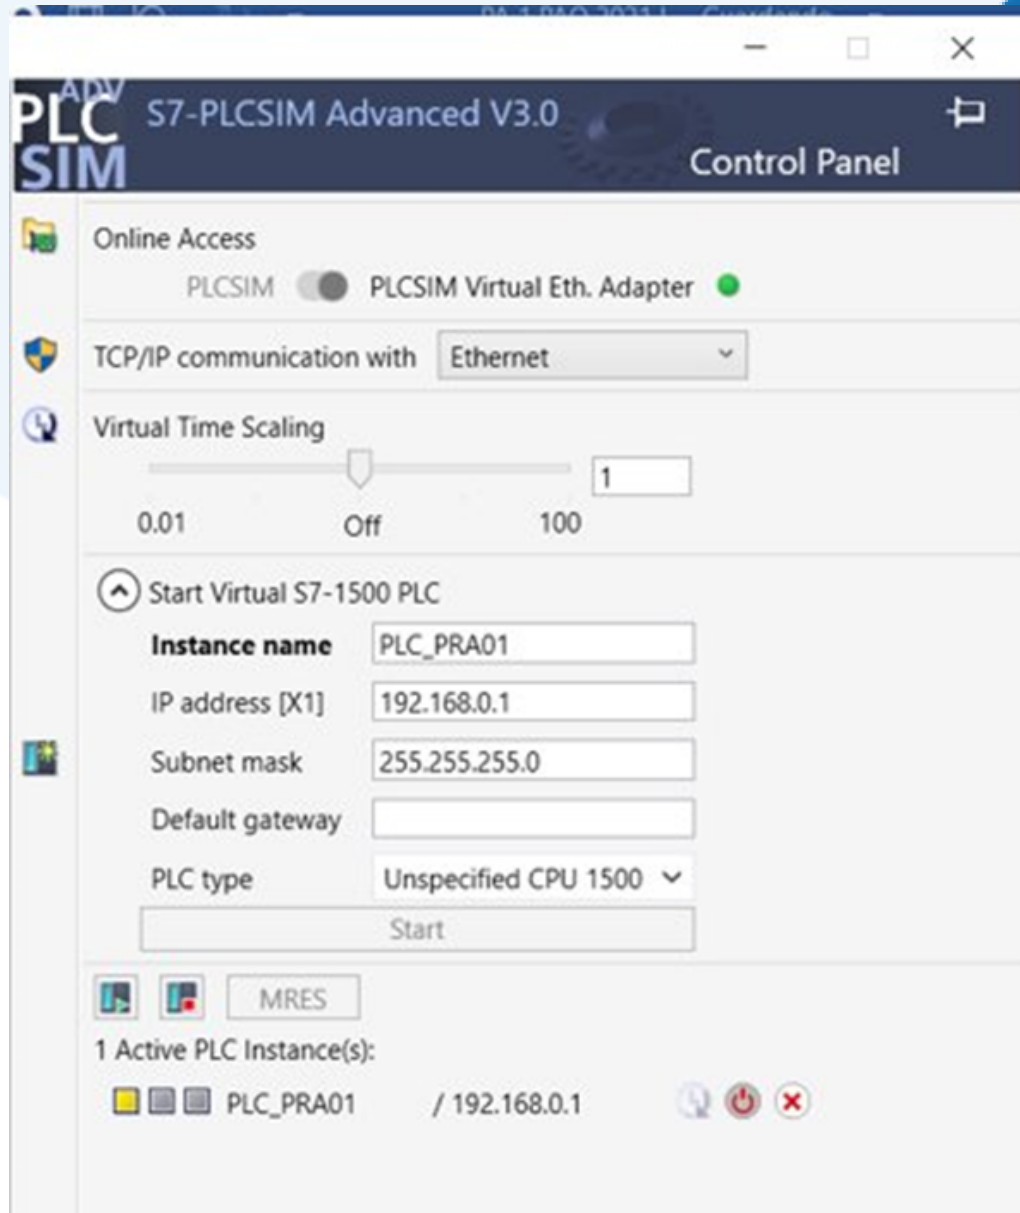 ADV
PLC
SIM
S7-PLCSIM Advanced V3.0
Control Panel
Online Access
PLCSIM PLCSIM Virtual Eth. Adapter
TCP/IP communication with Ethernet
Virtual Time Scaling
1
0.01 Off 100
Start Virtual S7-1500 PLC
Instance name PLC_PRA01
IP address [X1] 192.168.0.1
Subnet mask 255.255.255.0
Default gateway
PLC type Unspecified CPU 1500
Start
MRES
1 Active PLC Instance(s):
PLC_PRA01 / 192.168.0.1